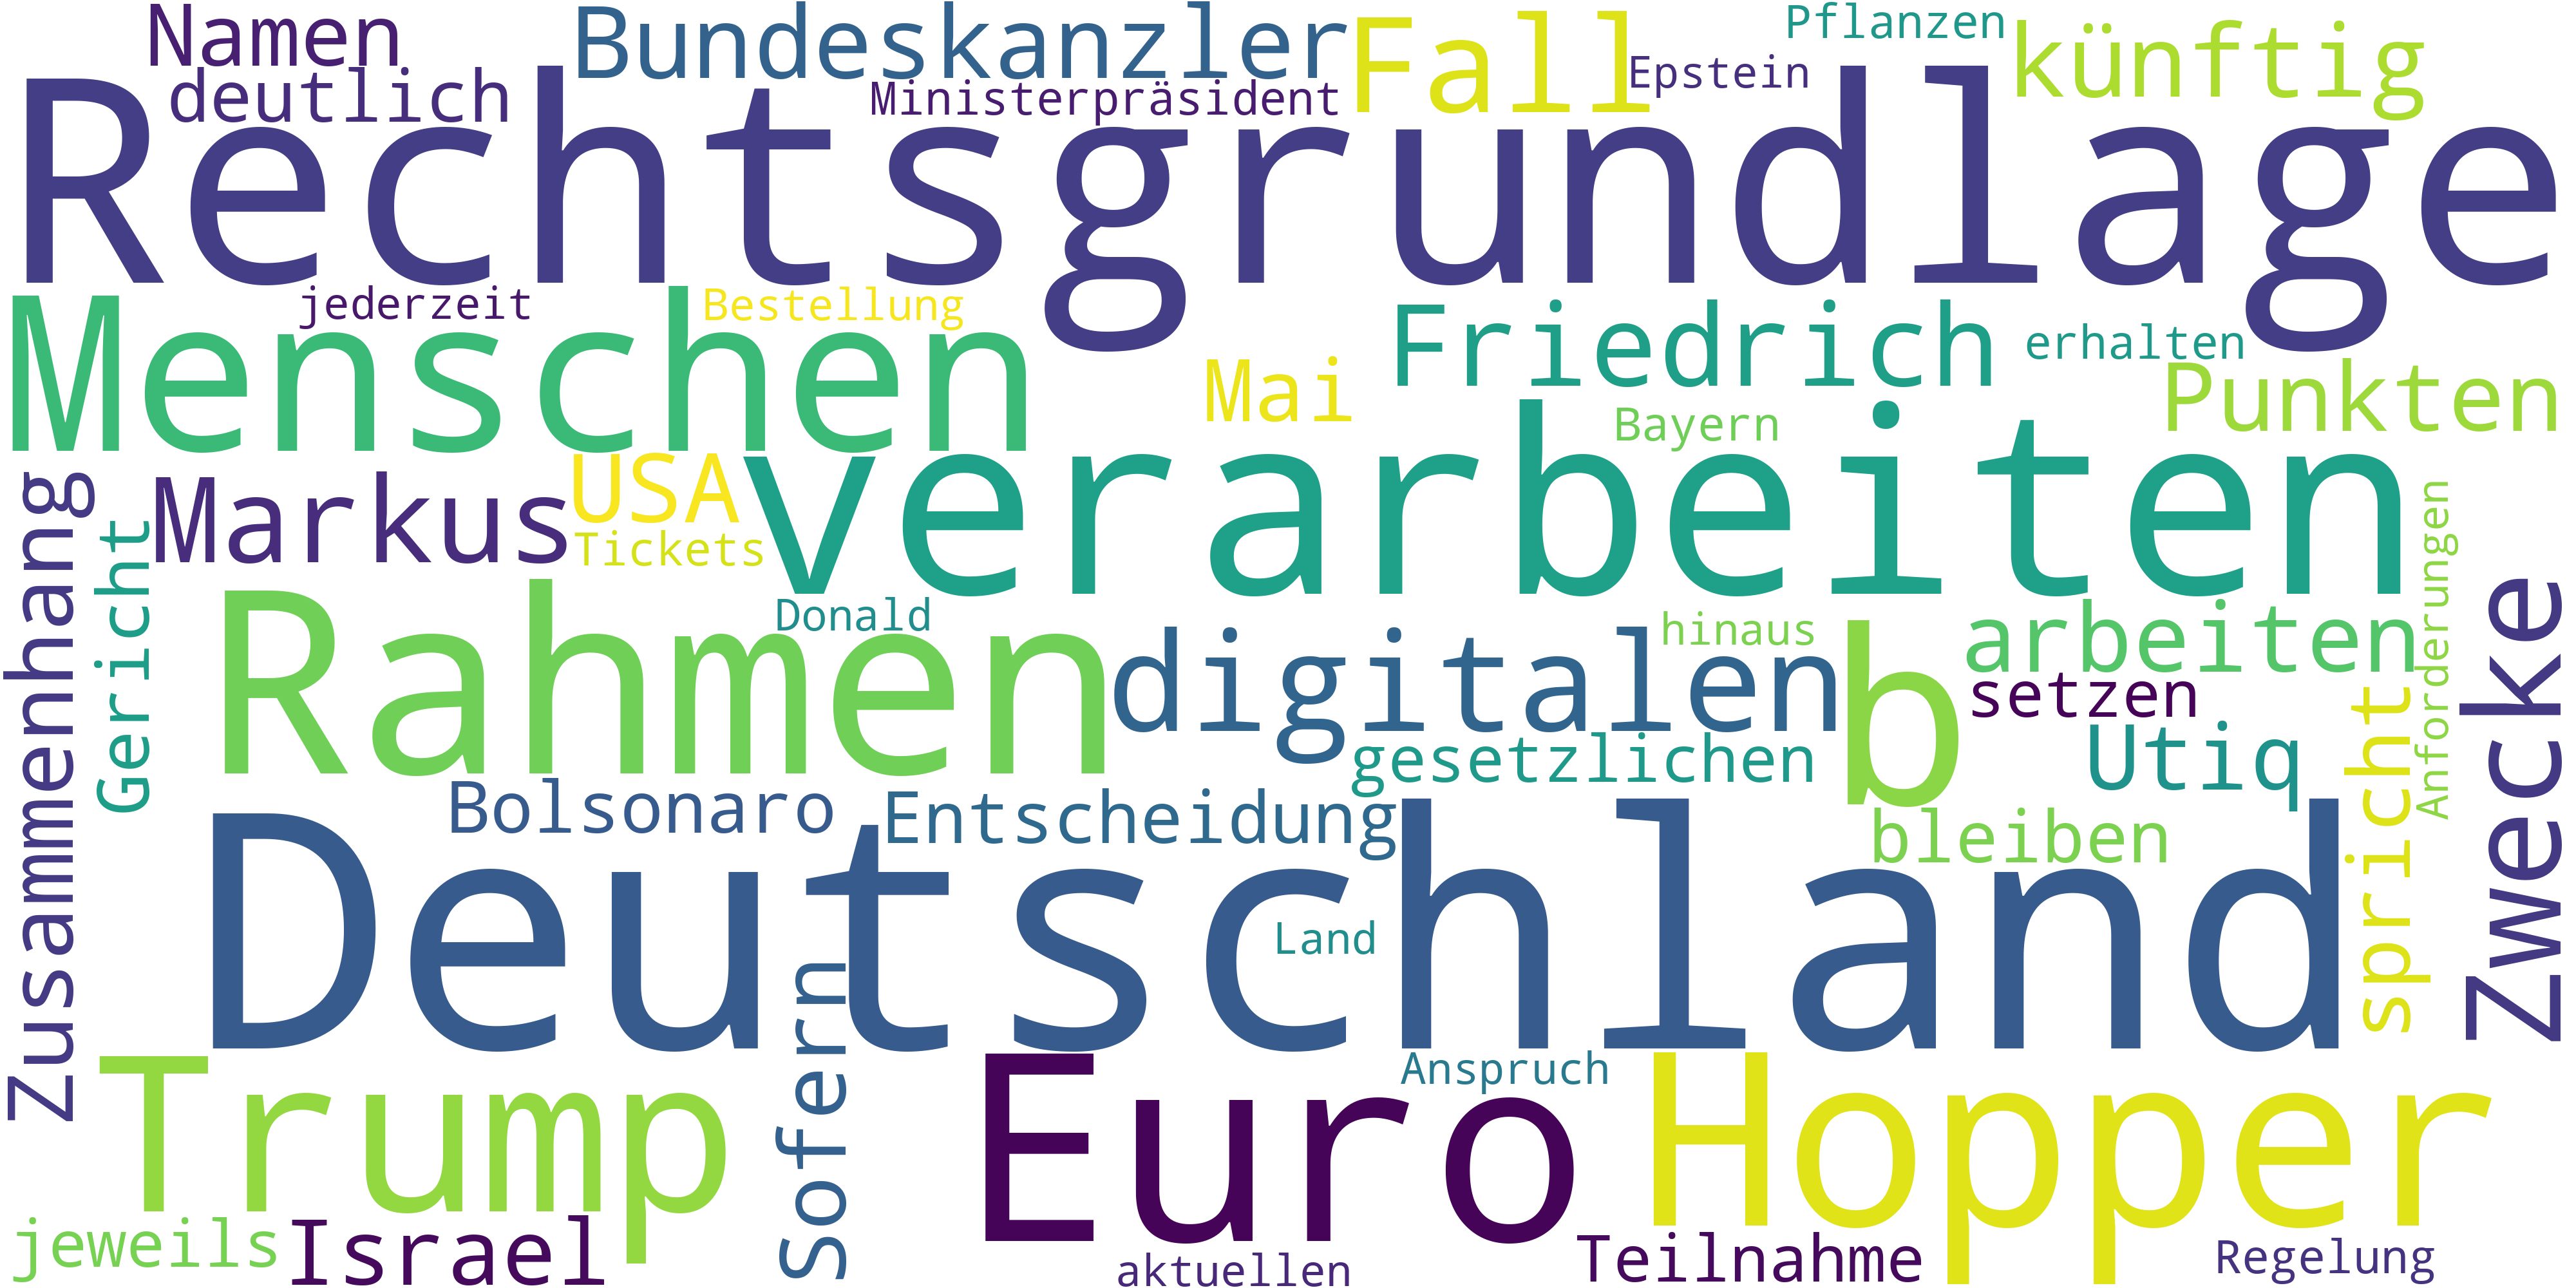 Namen
Bundeskanzler
Fall
Pflanzen
künftig
deutlich
Ministerpräsident
Epstein
Rechtsgrundlage
jederzeit
Bestellung
Menschen
Friedrich
erhalten
Mai
Punkten
Bayern
verarbeiten
Markus
USA
Tickets
Zusammenhang
Gericht
Rahmen
Donald
digitalen
hinaus
b
arbeiten
setzen
Anforderungen
Zwecke
gesetzlichen
Utiq
spricht
Bolsonaro
Entscheidung
bleiben
Deutschland
Land
Sofern
Trump
Euro
Anspruch
Hopper
jeweils
Israel
aktuellen
Teilnahme
Regelung